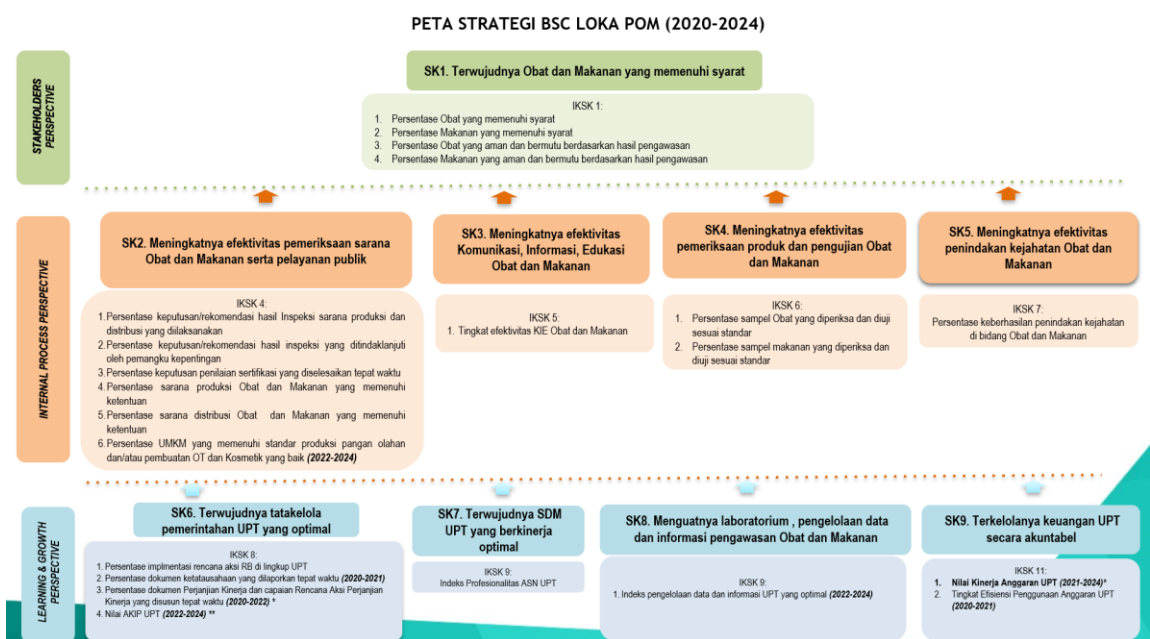 PETA STRATEGI BSC LOKA POM (2020-2024)
STAKEHOLDERS
PERSPECTIVE
SK1. Terwujudnya Obat dan Makanan yang memenuhi syarat
IKSK 1:
1. Persentase Obat yang memenuhi syarat
2. Persentase Makanan yang memenuhi syarat
3. Persentase Obat yang aman dan bermutu berdasarkan hasil pengawasan
4. Persentase Makanan yang aman dan bermutu berdasarkan hasil pengawasan
INTERNAL PROCESS PERSPECTIVE
SK2. Meningkatnya efektivitas pemeriksaan sarana
Obat dan Makanan serta pelayanan publik
IKSK 4:
1. Persentase keputusan/rekomendasi hasil Inspeksi sarana produksi dan
distribusi yang diilaksanakan
2. Persentase keputusan/rekomendasi hasil inspeksi yang ditindaklanjuti
oleh pemangku kepentingan
3. Persentase keputusan penilaian sertifikasi yang diselesaikan tepat waktu
4. Persentase sarana produksi Obat dan Makanan yang memenuhi
ketentuan
5. Persentase sarana distribusi Obat dan Makanan yang memenuhi
ketentuan
6. Persentase UMKM yang memenuhi standar produksi pangan olahan
dan/atau pembuatan OT dan Kosmetik yang baik (2022-2024)
SK3. Meningkatnya efektivitas
Komunikasi, Informasi, Edukasi
Obat dan Makanan
IKSK 5:
1. Tingkat efektivitas KIE Obat dan Makanan
SK4. Meningkatnya efektivitas
pemeriksaan produk dan pengujian Obat
dan Makanan
IKSK 6:
1. Persentase sampel Obat yang diperiksa dan diuji
sesuai standar
2. Persentase sampel makanan yang diperiksa dan
diuji sesuai standar
SK5. Meningkatnya efektivitas
penindakan kejahatan Obat dan
Makanan
IKSK 7:
Persentase keberhasilan penindakan kejahatan
di bidang Obat dan Makanan
LEARNING & GROWTH
PERSPECTIVE
SK6. Terwujudnya tatakelola
pemerintahan UPT yang optimal
IKSK 8:
1. Persentase implmentasi rencana aksi RB di lingkup UPT
2. Persentase dokumen ketatausahaan yang dilaporkan tepat waktu (2020-2021)
3. Persentase dokumen Perjanjian Kinerja dan capaian Rencana Aksi Perjanjian
Kinerja yang disusun tepat waktu (2020-2022) *
4. Nilai AKIP UPT (2022-2024) **
SK7. Terwujudnya SDM
UPT yang berkinerja
optimal
IKSK 9:
Indeks Profesionalitas ASN UPT
SK8. Menguatnya laboratorium , pengelolaan data
dan informasi pengawasan Obat dan Makanan
IKSK 9:
1. Indeks pengelolaan data dan informasi UPT yang optimal (2022-2024)
SK9. Terkelolanya keuangan UPT
secara akuntabel
IKSK 11:
1. Nilai Kinerja Anggaran UPT (2021-2024)*
2. Tingkat Efisiensi Penggunaan Anggaran UPT
(2020-2021)